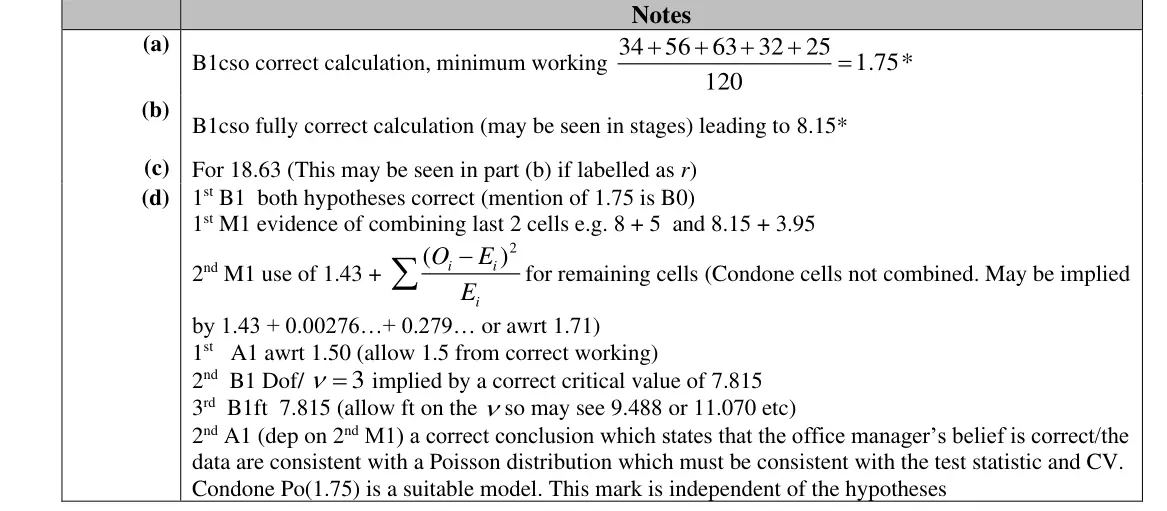 Notes
(a) B1cso correct calculation, minimum working (34 + 56 + 63 + 32 + 25)/120 = 1.75 *
(b) B1cso fully correct calculation (may be seen in stages) leading to 8.15*
(c) For 18.63 (This may be seen in part (b) if labelled as r)
(d) 1st B1 both hypotheses correct (mention of 1.75 is B0)
1st M1 evidence of combining last 2 cells e.g. 8 + 5 and 8.15 + 3.95
2nd M1 use of 1.43 + ∑ (Oᵢ − Eᵢ)²/Eᵢ for remaining cells (Condone cells not combined. May be implied
by 1.43 + 0.00276…+ 0.279… or awrt 1.71)
1st A1 awrt 1.50 (allow 1.5 from correct working)
2nd B1 Dof/ ν = 3 implied by a correct critical value of 7.815
3rd B1ft 7.815 (allow ft on the ν so may see 9.488 or 11.070 etc)
2nd A1 (dep on 2nd M1) a correct conclusion which states that the office manager’s belief is correct/the
data are consistent with a Poisson distribution which must be consistent with the test statistic and CV.
Condone Po(1.75) is a suitable model. This mark is independent of the hypotheses